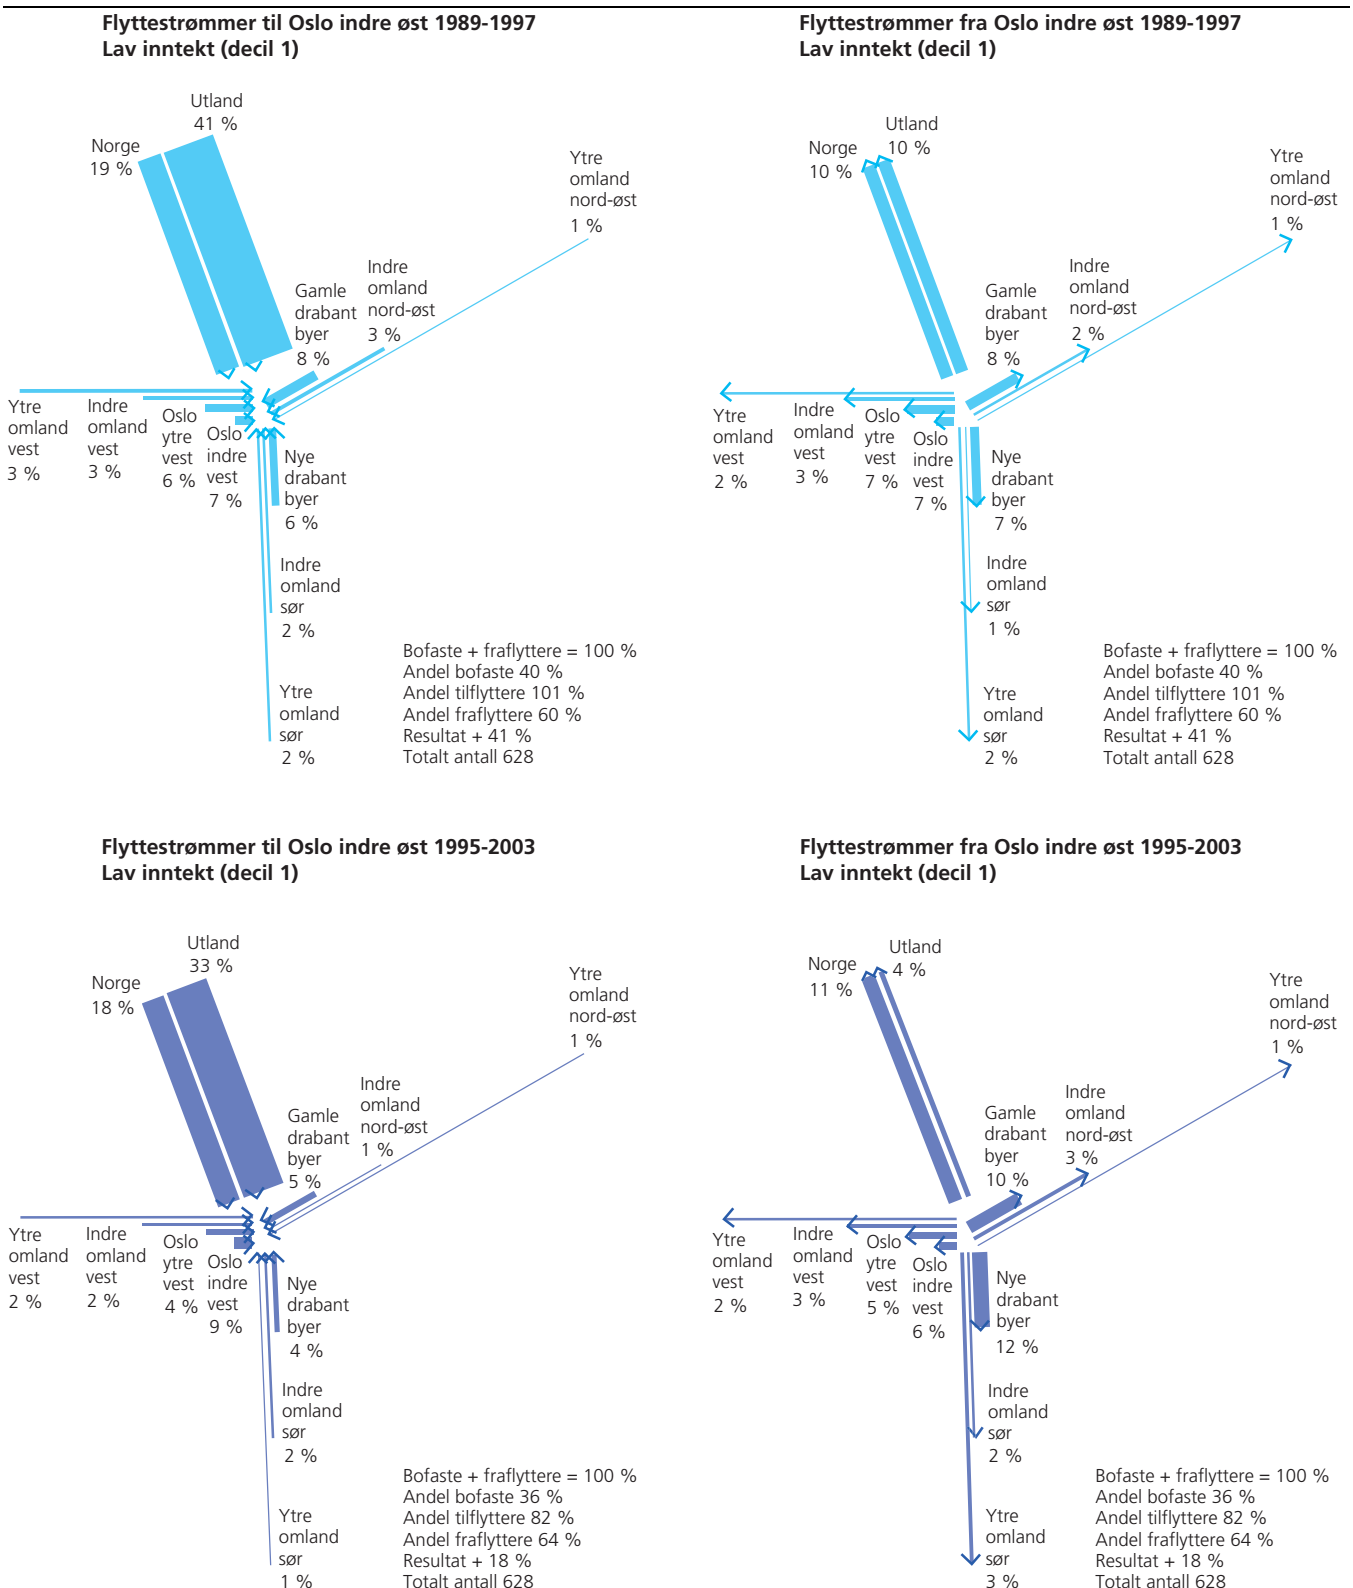 Flyttestrømmer til Oslo indre øst 1989-1997
Lav inntekt (decil 1)
Utland
41 %
Norge
19 %
Ytre
omland
nord-øst
1 %
Indre
omland
nord-øst
3 %
Gamle
drabant
byer
8 %
Ytre
omland
vest
3 %
Indre
omland
vest
3 %
Oslo
ytre
vest
6 %
Oslo
indre
vest
7 %
Nye
drabant
byer
6 %
Indre
omland
sør
2 %
Ytre
omland
sør
2 %
Bofaste + fraflyttere = 100 %
Andel bofaste 40 %
Andel tilflyttere 101 %
Andel fraflyttere 60 %
Resultat + 41 %
Totalt antall 628
Flyttestrømmer fra Oslo indre øst 1989-1997
Lav inntekt (decil 1)
Utland
10 %
Norge
10 %
Ytre
omland
nord-øst
1 %
Indre
omland
nord-øst
2 %
Gamle
drabant
byer
8 %
Ytre
omland
vest
2 %
Indre
omland
vest
3 %
Oslo
ytre
vest
7 %
Oslo
indre
vest
7 %
Nye
drabant
byer
7 %
Indre
omland
sør
1 %
Ytre
omland
sør
2 %
Bofaste + fraflyttere = 100 %
Andel bofaste 40 %
Andel tilflyttere 101 %
Andel fraflyttere 60 %
Resultat + 41 %
Totalt antall 628
Flyttestrømmer til Oslo indre øst 1995-2003
Lav inntekt (decil 1)
Utland
33 %
Norge
18 %
Ytre
omland
nord-øst
1 %
Indre
omland
nord-øst
1 %
Gamle
drabant
byer
5 %
Ytre
omland
vest
2 %
Indre
omland
vest
2 %
Oslo
ytre
vest
4 %
Oslo
indre
vest
9 %
Nye
drabant
byer
4 %
Indre
omland
sør
2 %
Ytre
omland
sør
1 %
Bofaste + fraflyttere = 100 %
Andel bofaste 36 %
Andel tilflyttere 82 %
Andel fraflyttere 64 %
Resultat + 18 %
Totalt antall 628
Flyttestrømmer fra Oslo indre øst 1995-2003
Lav inntekt (decil 1)
Utland
4 %
Norge
11 %
Ytre
omland
nord-øst
1 %
Indre
omland
nord-øst
3 %
Gamle
drabant
byer
10 %
Ytre
omland
vest
2 %
Indre
omland
vest
3 %
Oslo
ytre
vest
5 %
Oslo
indre
vest
6 %
Nye
drabant
byer
12 %
Indre
omland
sør
2 %
Ytre
omland
sør
3 %
Bofaste + fraflyttere = 100 %
Andel bofaste 36 %
Andel tilflyttere 82 %
Andel fraflyttere 64 %
Resultat + 18 %
Totalt antall 628